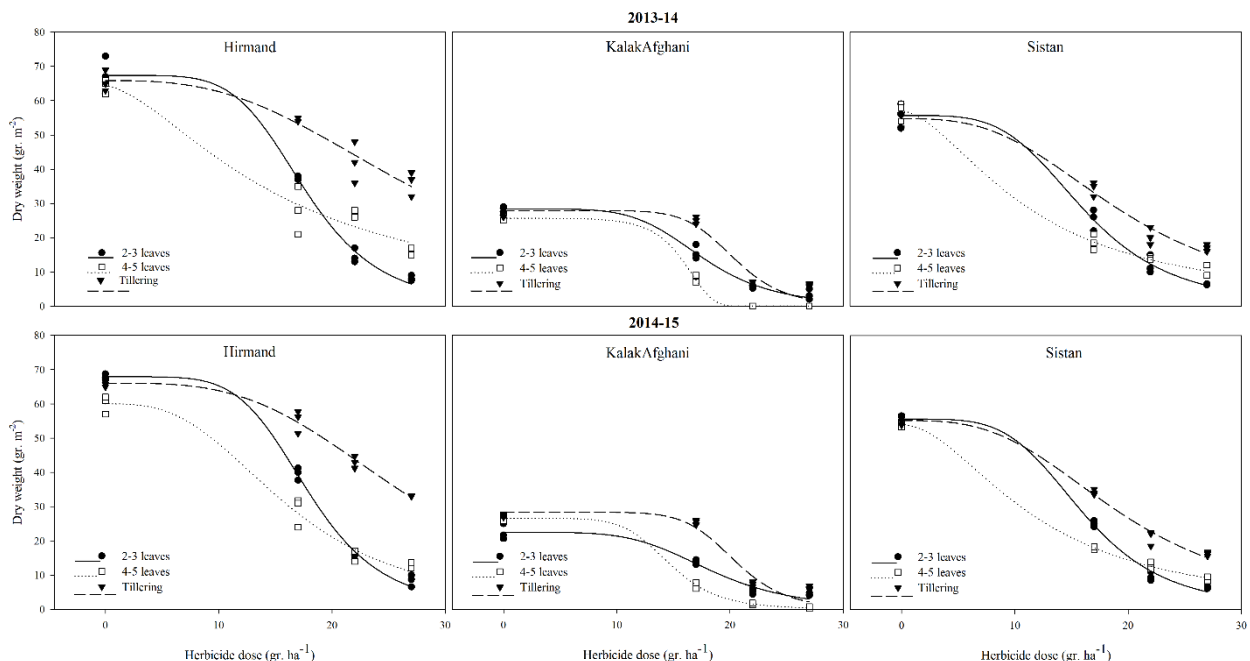 2013-14
Hirmand
KalakAfghani
Sistan
80
70
60
50
40
30
20
10
0
Dry weight (gr. m-2)
2-3 leaves
4-5 leaves
Tillering
2-3 leaves
4-5 leaves
Tillering
2-3 leaves
4-5 leaves
Tillering
2014-15
Hirmand
KalakAfghani
Sistan
80
70
60
50
40
30
20
10
0
Dry weight (gr. m-2)
2-3 leaves
4-5 leaves
Tillering
2-3 leaves
4-5 leaves
Tillering
2-3 leaves
4-5 leaves
Tillering
0 10 20 30 0 10 20 30 0 10 20 30
Herbicide dose (gr. ha-1) Herbicide dose (gr. ha-1) Herbicide dose (gr. ha-1)